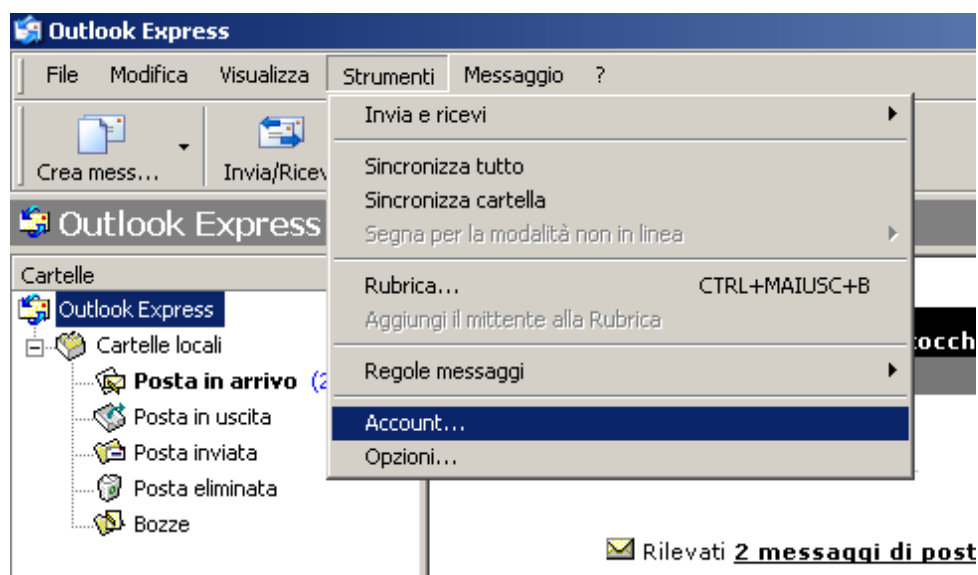 Outlook Express
File Modifica Visualizza Strumenti Messaggio ?
Crea mess... Invia/Ricev
Outlook Express
Invia e ricevi
Sincronizza tutto
Sincronizza cartella
Segna per la modalità non in linea
Rubrica... CTRL+MAIUSC+B
Aggiungi il mittente alla Rubrica
Regole messaggi
Account...
Opzioni...
Cartelle
Outlook Express
Cartelle locali
Posta in arrivo (2
Posta in uscita
Posta inviata
Posta eliminata
Bozze
occh
Rilevati 2 messaggi di post